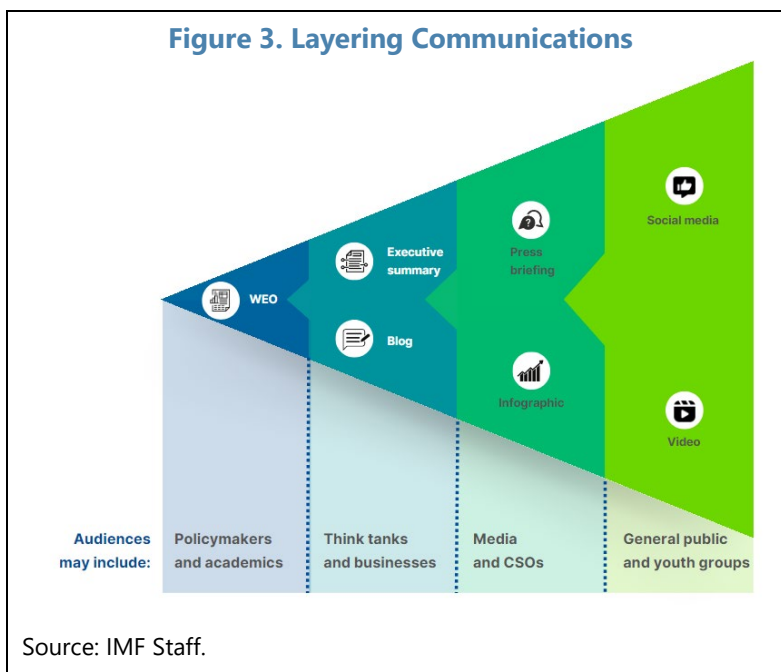 Figure 3. Layering Communications
Social media
Executive
summary
Press
briefing
WEO
Blog
Infographic
Video
Audiences
may include:
Policymakers
and academics
Think tanks
and businesses
Media
and CSOs
General public
and youth groups
Source: IMF Staff.